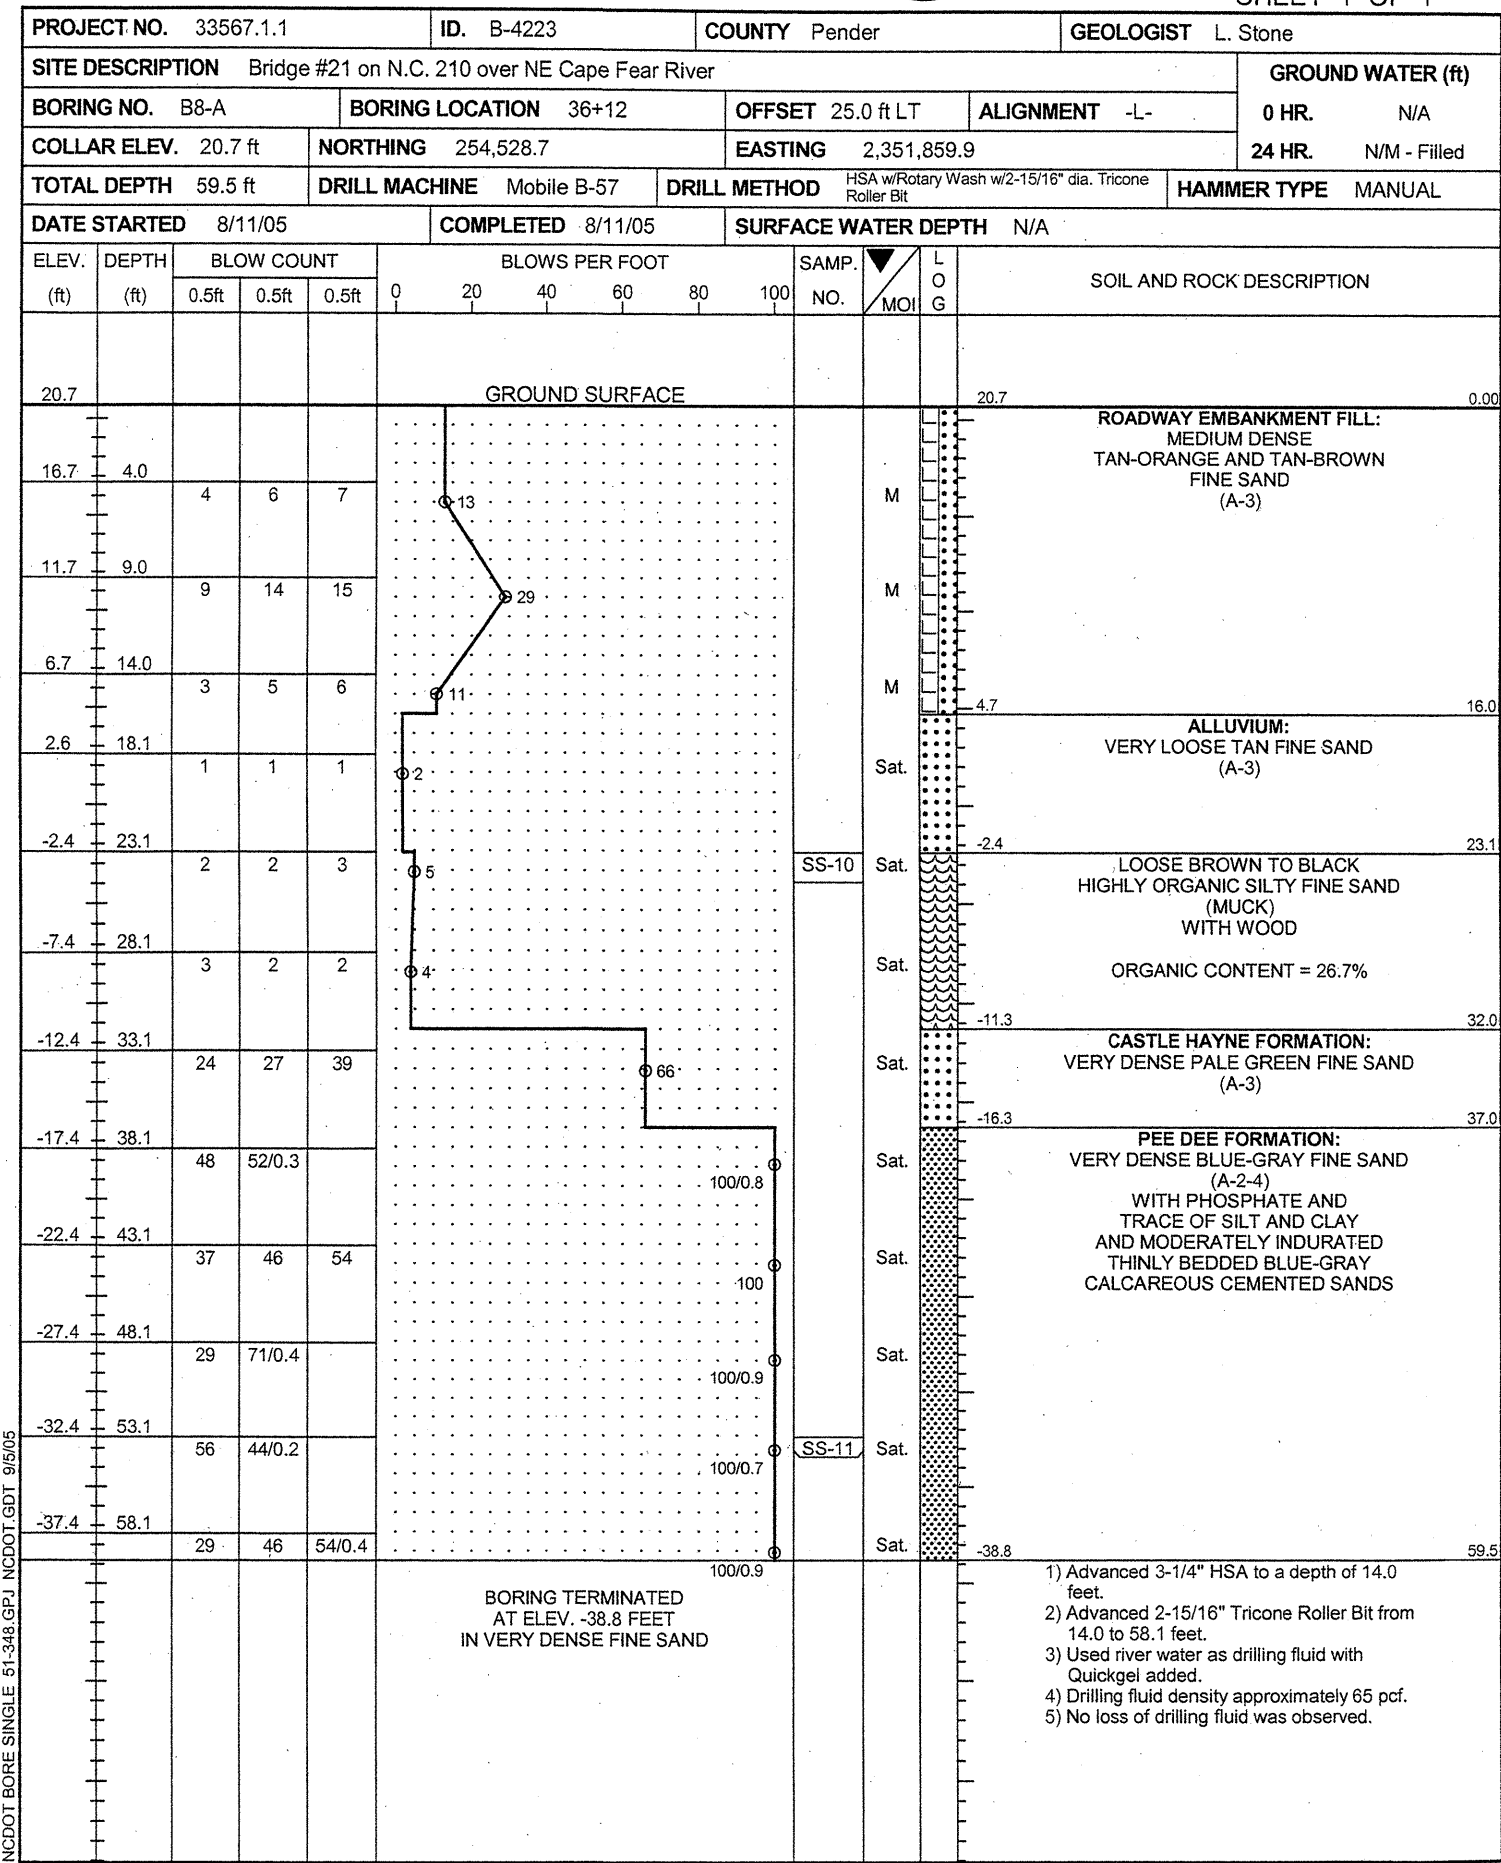 SHEET 1 OF 1
PROJECT NO. 33567.1.1 ID. B-4223 COUNTY Pender GEOLOGIST L. Stone
SITE DESCRIPTION Bridge #21 on N.C. 210 over NE Cape Fear River GROUND WATER (ft)
BORING NO. B8-A BORING LOCATION 36+12 OFFSET 25.0 ft LT ALIGNMENT -L- 0 HR. N/A
COLLAR ELEV. 20.7 ft NORTHING 254,528.7 EASTING 2,351,859.9 24 HR. N/M - Filled
TOTAL DEPTH 59.5 ft DRILL MACHINE Mobile B-57 DRILL METHOD HSA w/Rotary Wash w/2-15/16" dia. Tricone Roller Bit HAMMER TYPE MANUAL
DATE STARTED 8/11/05 COMPLETED 8/11/05 SURFACE WATER DEPTH N/A
ELEV. DEPTH BLOW COUNT BLOWS PER FOOT SAMP. L O G SOIL AND ROCK DESCRIPTION
(ft) (ft) 0.5ft 0.5ft 0.5ft 0 20 40 60 80 100 NO. MOI
20.7 GROUND SURFACE 20.7 0.00
ROADWAY EMBANKMENT FILL:
MEDIUM DENSE
TAN-ORANGE AND TAN-BROWN
FINE SAND
(A-3)
16.7 4.0
4 6 7 13 M
11.7 9.0
9 14 15 29 M
6.7 14.0
3 5 6 11 M
4.7 16.0
ALLUVIUM:
VERY LOOSE TAN FINE SAND
(A-3)
2.6 18.1
1 1 1 2 Sat.
-2.4 23.1 -2.4 23.1
2 2 3 5 SS-10 Sat.
LOOSE BROWN TO BLACK
HIGHLY ORGANIC SILTY FINE SAND
(MUCK)
WITH WOOD
ORGANIC CONTENT = 26.7%
-7.4 28.1
3 2 2 4 Sat.
-11.3 32.0
-12.4 33.1
CASTLE HAYNE FORMATION:
VERY DENSE PALE GREEN FINE SAND
(A-3)
24 27 39 66 Sat.
-16.3 37.0
-17.4 38.1
PEE DEE FORMATION:
VERY DENSE BLUE-GRAY FINE SAND
(A-2-4)
WITH PHOSPHATE AND
TRACE OF SILT AND CLAY
AND MODERATELY INDURATED
THINLY BEDDED BLUE-GRAY
CALCAREOUS CEMENTED SANDS
48 52/0.3 100/0.8 Sat.
-22.4 43.1
37 46 54 100 Sat.
-27.4 48.1
29 71/0.4 100/0.9 Sat.
-32.4 53.1
56 44/0.2 100/0.7 SS-11 Sat.
-37.4 58.1
29 46 54/0.4 100/0.9 Sat.
-38.8 59.5
BORING TERMINATED
AT ELEV. -38.8 FEET
IN VERY DENSE FINE SAND
1) Advanced 3-1/4" HSA to a depth of 14.0
feet.
2) Advanced 2-15/16" Tricone Roller Bit from
14.0 to 58.1 feet.
3) Used river water as drilling fluid with
Quickgel added.
4) Drilling fluid density approximately 65 pcf.
5) No loss of drilling fluid was observed.
NCDOT BORE SINGLE 51-348.GPJ NCDOT.GDT 9/5/05